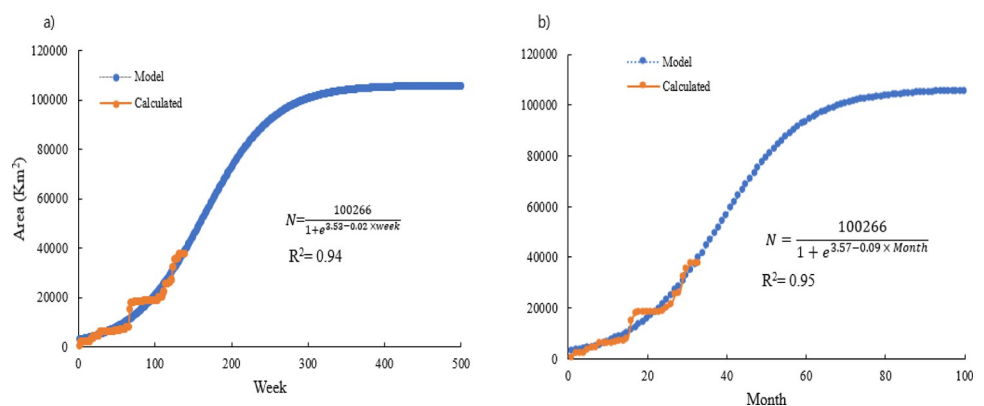 a)
120000
100000
80000
60000
40000
20000
0
Area (Km²)
Model
Calculated
N=100266/1+e^3.53−0.02 ×week
R²= 0.94
0 100 200 300 400 500
Week
b)
120000
100000
80000
60000
40000
20000
0
Model
Calculated
N = 100266/1 + e^3.57−0.09 × Month
R²= 0.95
0 20 40 60 80 100
Month